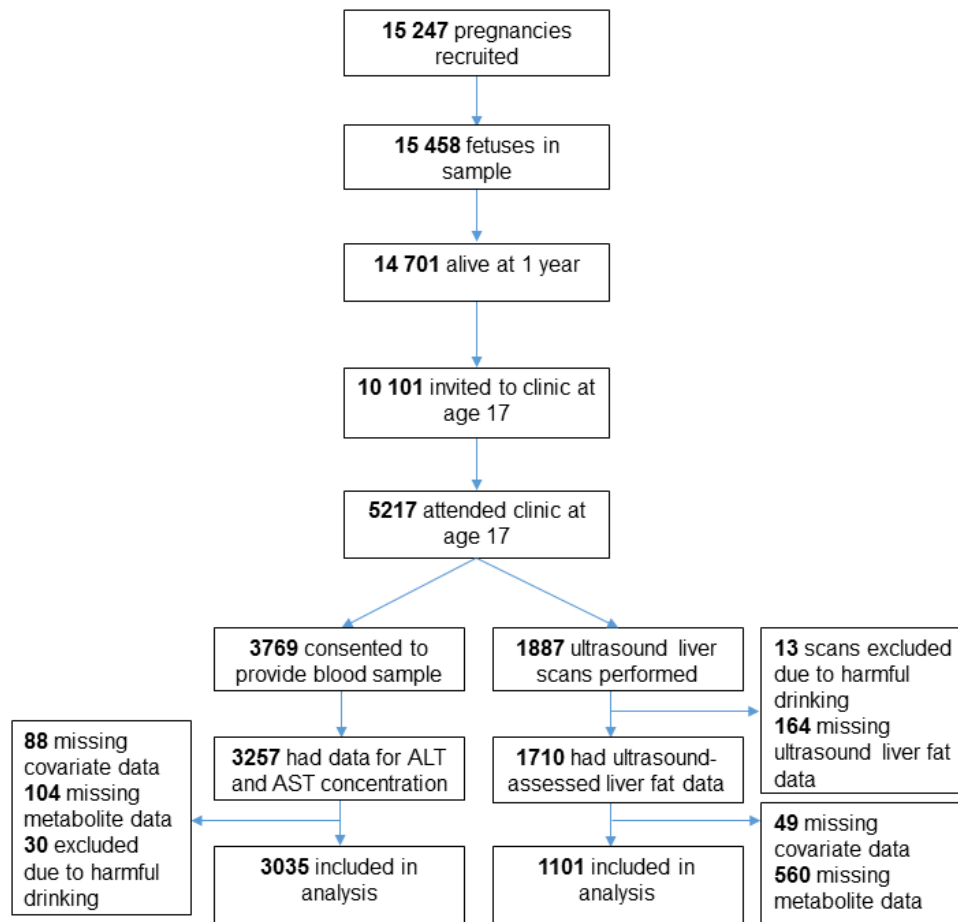 15 247 pregnancies
recruited
15 458 fetuses in
sample
14 701 alive at 1 year
10 101 invited to clinic at
age 17
5217 attended clinic at
age 17
3769 consented to
provide blood sample
1887 ultrasound liver
scans performed
13 scans excluded
due to harmful
drinking
164 missing
ultrasound liver fat
data
88 missing
covariate data
104 missing
metabolite data
30 excluded
due to harmful
drinking
3257 had data for ALT
and AST concentration
1710 had ultrasound-
assessed liver fat data
49 missing
covariate data
560 missing
metabolite data
3035 included in
analysis
1101 included in
analysis